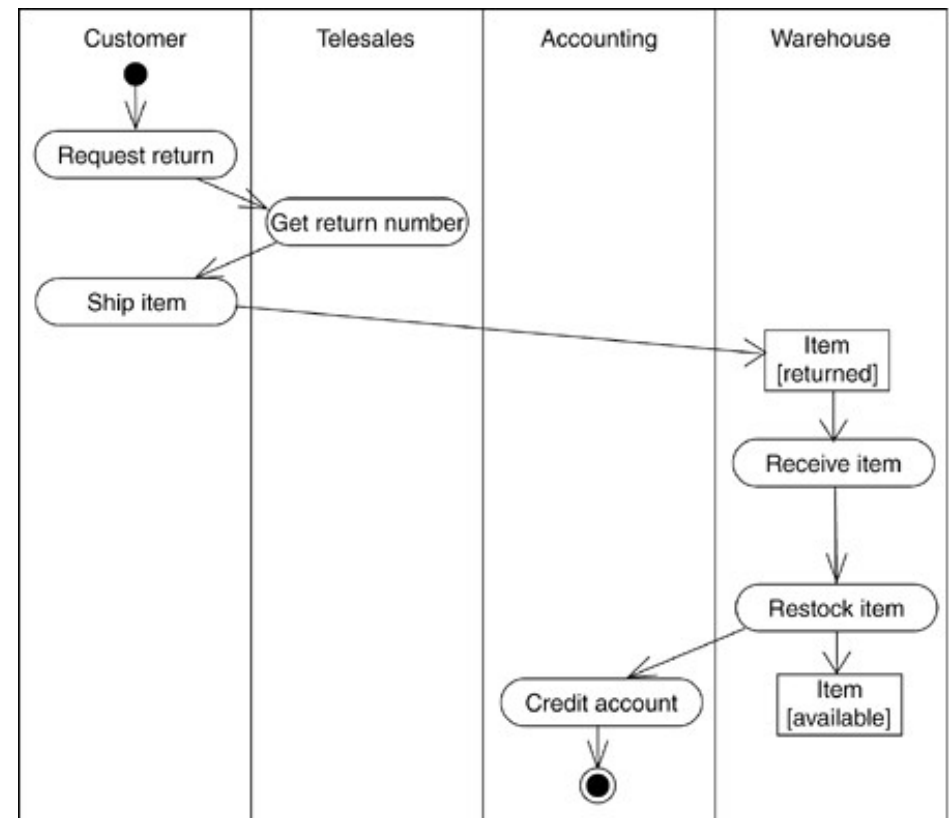 Customer
Telesales
Accounting
Warehouse
Request return
Get return number
Ship item
Item
[returned]
Receive item
Restock item
Credit account
Item
[available]